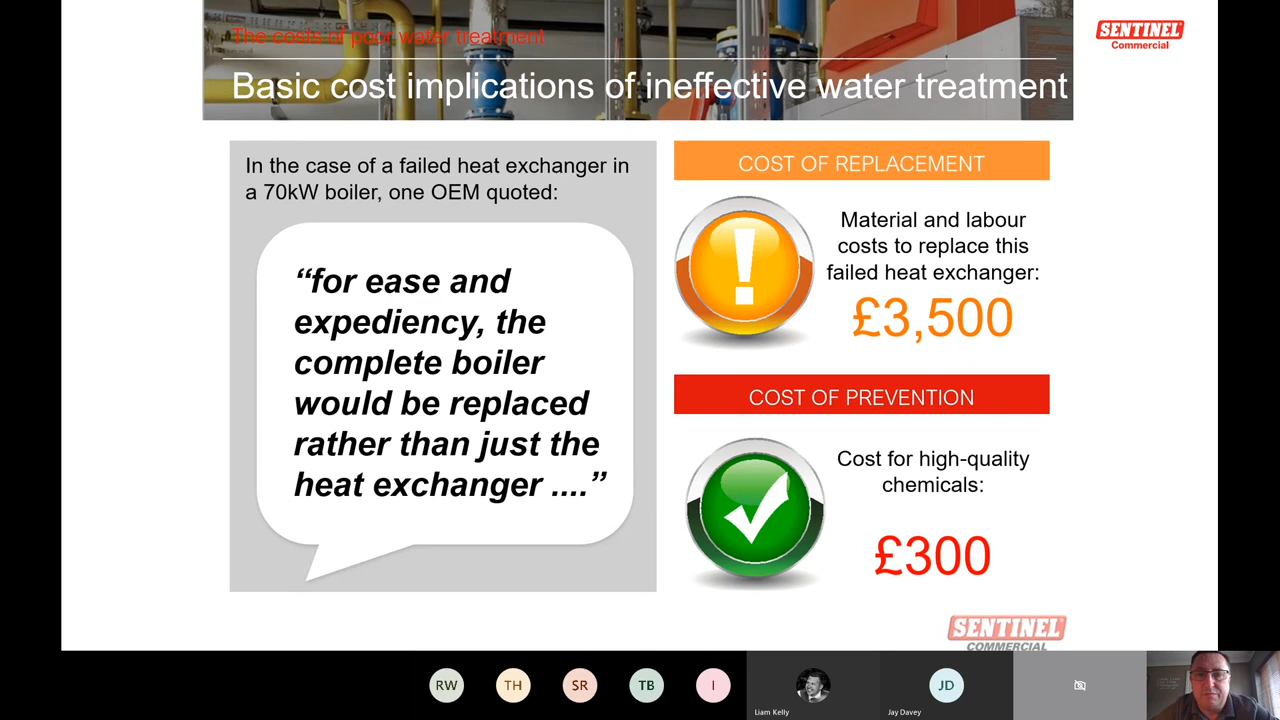 The costs of poor water treatment
Basic cost implications of ineffective water treatment
SENTINEL
Commercial
In the case of a failed heat exchanger in
a 70kW boiler, one OEM quoted:
“for ease and
expediency, the
complete boiler
would be replaced
rather than just the
heat exchanger ....”
COST OF REPLACEMENT
!
Material and labour
costs to replace this
failed heat exchanger:
£3,500
COST OF PREVENTION
Cost for high-quality
chemicals:
£300
SENTINEL
COMMERCIAL
RW
TH
SR
TB
I
Liam Kelly
JD
Jay Davey